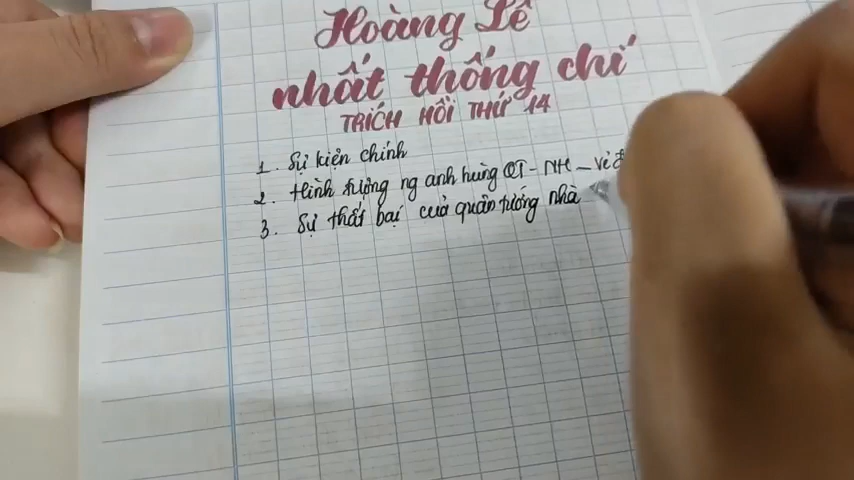 Hoàng Lê
nhất thống chí
TRÍCH HỒI THỨ 14
1. Sự kiện chính
2. Hình tượng ng anh hùng QT - NH - vẻ đ
3. Sự thất bại của quân tướng nhà